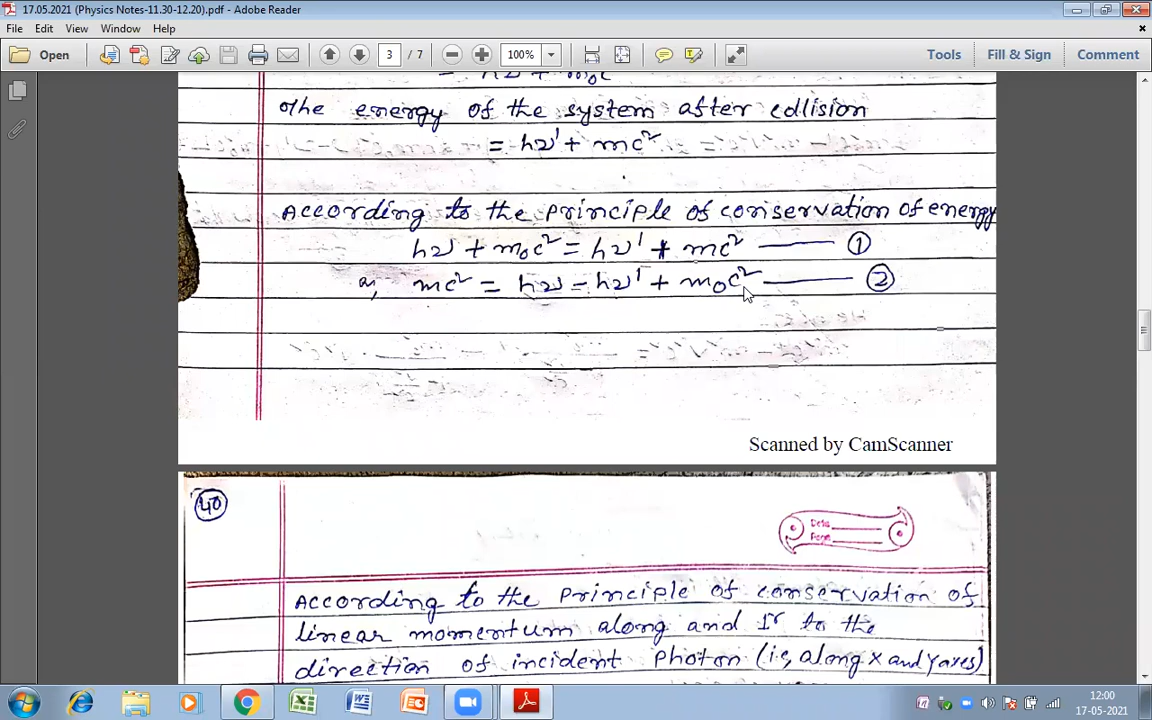 17.05.2021 (Physics Notes-11.30-12.20).pdf - Adobe Reader
File Edit View Window Help
Open 3 / 7 100% Tools Fill & Sign Comment
The energy of the system after collision
= hν' + mc²
According to the principle of conservation of energy
hν + m₀c² = hν' + mc² —— ①
or, mc² = hν - hν' + m₀c² —— ②
Scanned by CamScanner
40
Date
Page
According to the principle of conservation of
linear momentum along and ⊥r to the
direction of incident photon (i.e, along X and Y axes)
12:00
17-05-2021